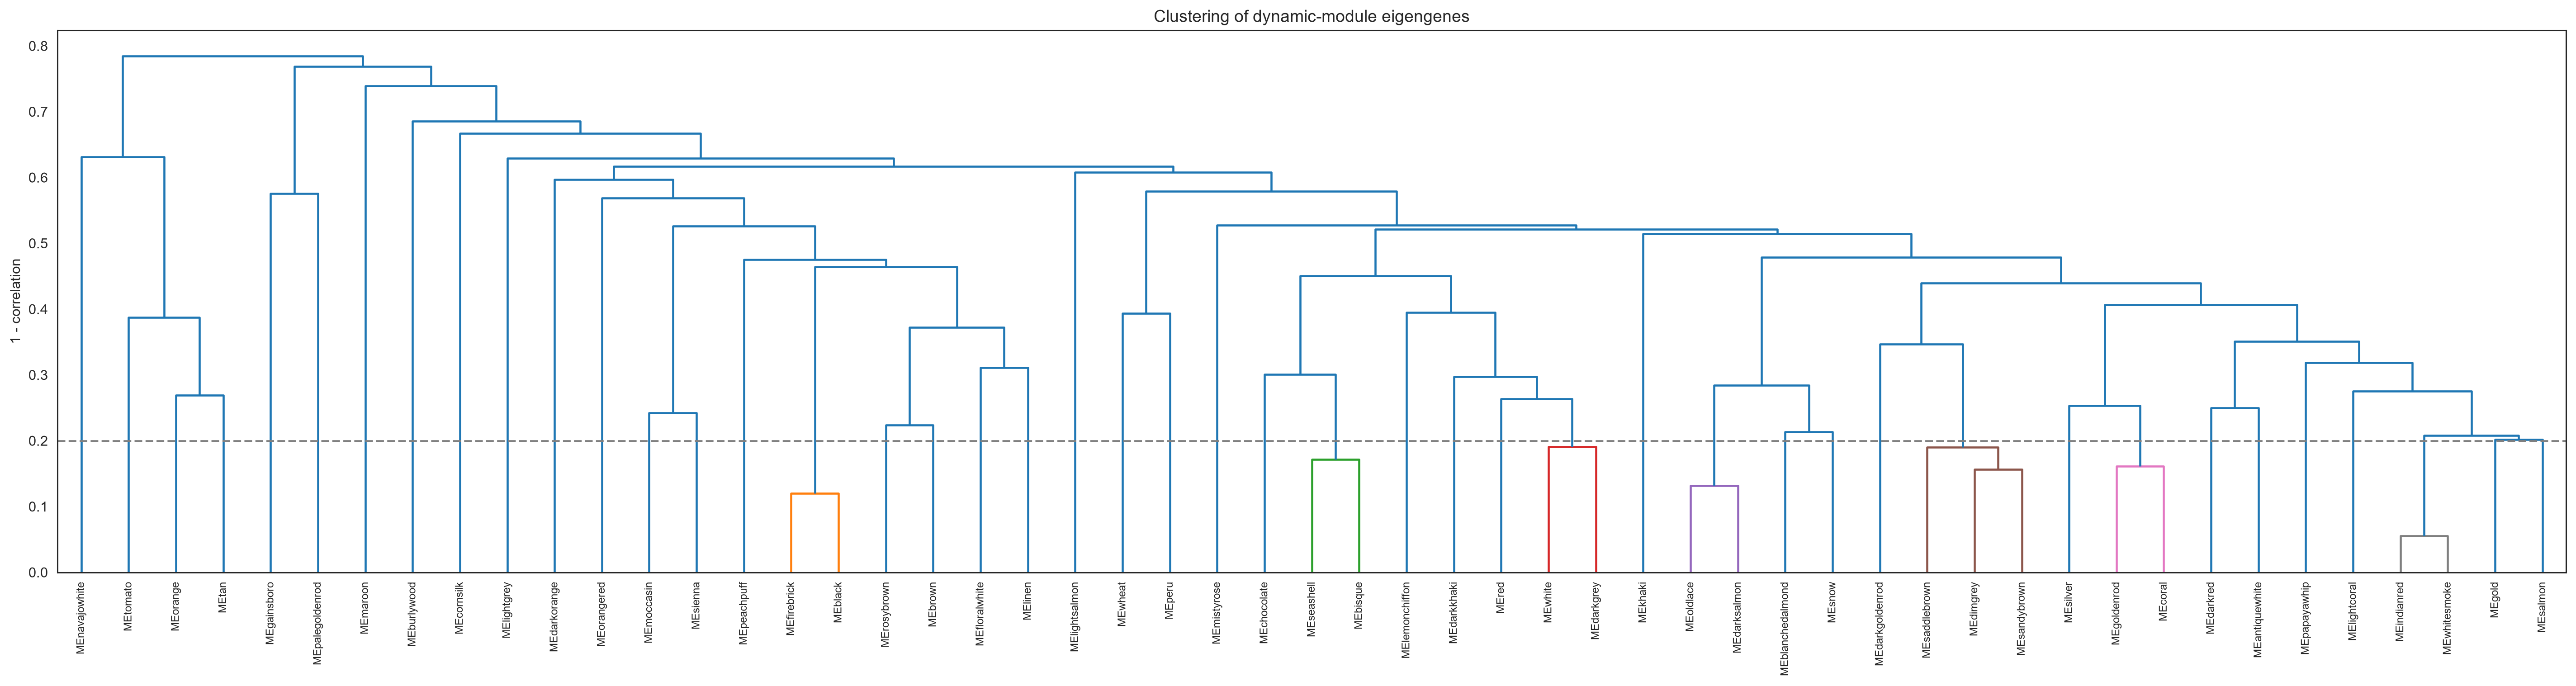 Clustering of dynamic-module eigengenes
0.8
0.7
0.6
0.5
0.4
0.3
0.2
0.1
0.0
1 - correlation
MEnavajowhite
MEtomato
MEorange
MEtan
MEgainsboro
MEpalegoldenrod
MEmaroon
MEburlywood
MEcornsilk
MElightgrey
MEdarkorange
MEorangered
MEmoccasin
MEsienna
MEpeachpuff
MEfirebrick
MEblack
MErosybrown
MEbrown
MEfloralwhite
MElinen
MElightsalmon
MEwheat
MEperu
MEmistyrose
MEchocolate
MEseashell
MEbisque
MElemonchiffon
MEdarkkhaki
MEred
MEwhite
MEdarkgrey
MEkhaki
MEoldlace
MEdarksalmon
MEblanchedalmond
MEsnow
MEdarkgoldenrod
MEsaddlebrown
MEdimgrey
MEsandybrown
MEsilver
MEgoldenrod
MEcoral
MEdarkred
MEantiquewhite
MEpapayawhip
MElightcoral
MEindianred
MEwhitesmoke
MEgold
MEsalmon